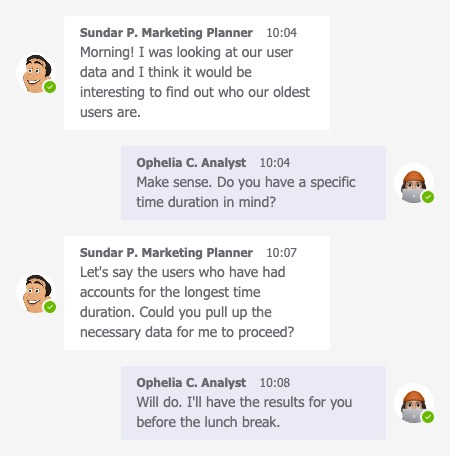 Sundar P. Marketing Planner 10:04
Morning! I was looking at our user
data and I think it would be
interesting to find out who our oldest
users are.
Ophelia C. Analyst 10:04
Make sense. Do you have a specific
time duration in mind?
Sundar P. Marketing Planner 10:07
Let's say the users who have had
accounts for the longest time
duration. Could you pull up the
necessary data for me to proceed?
Ophelia C. Analyst 10:08
Will do. I'll have the results for you
before the lunch break.